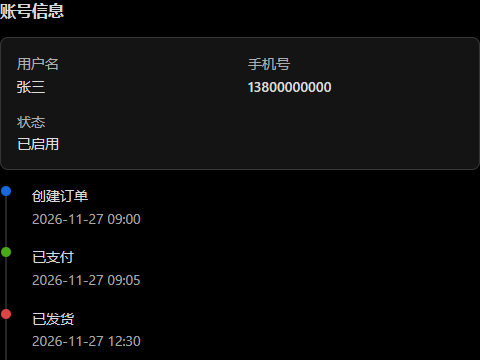 账号信息
用户名
手机号
张三
13800000000
状态
已启用
创建订单
2026-11-27 09:00
已支付
2026-11-27 09:05
已发货
2026-11-27 12:30